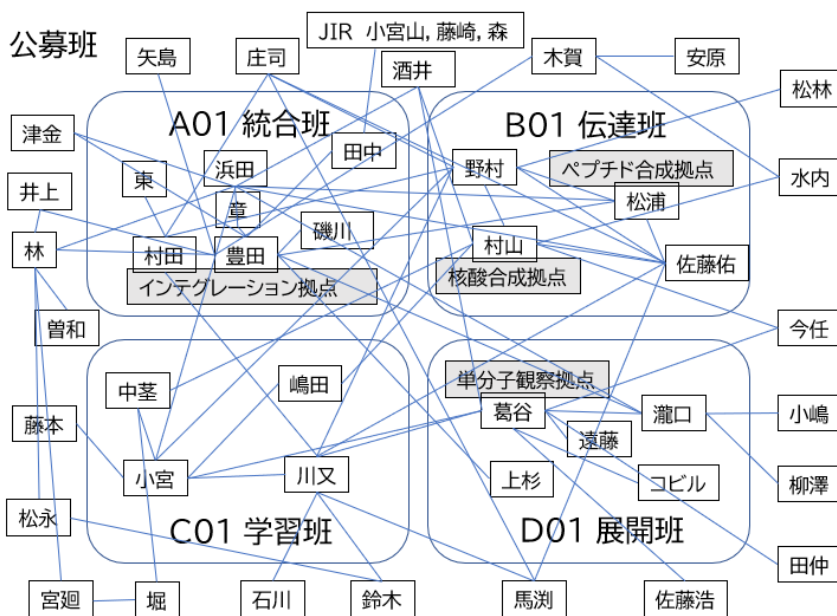 公募班
矢島
庄司
JIR 小宮山, 藤崎, 森
酒井
木賀
安原
松林
津金
A01 統合班
B01 伝達班
田中
東
浜田
野村
ペプチド合成拠点
水内
井上
章
松浦
林
村田
豊田
磯川
村山
佐藤佑
インテグレーション拠点
核酸合成拠点
曽和
今任
中茎
嶋田
単分子観察拠点
葛谷
瀧口
小嶋
藤本
遠藤
小宮
川又
上杉
コビル
柳澤
松永
C01 学習班
D01 展開班
田仲
宮廻
堀
石川
鈴木
馬渕
佐藤浩